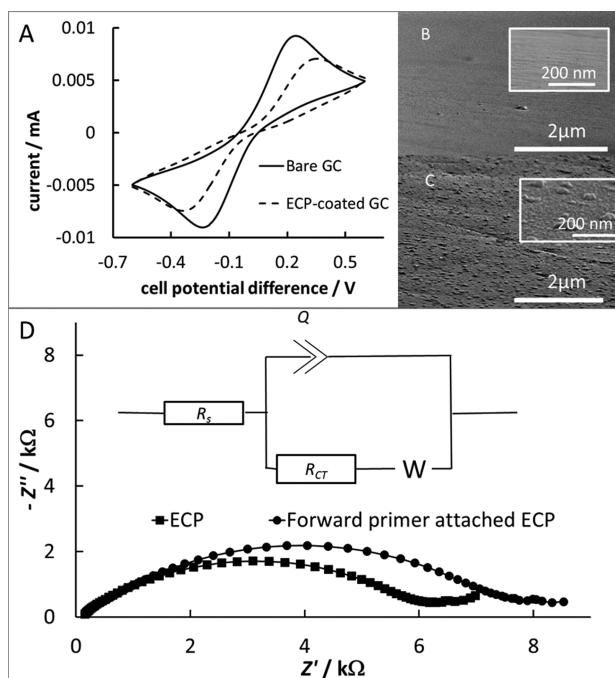 A
0.01
0.005
0
-0.005
-0.01
current / mA
Bare GC
ECP-coated GC
-0.7 -0.4 -0.1 0.2 0.5
cell potential difference / V
B
200 nm
2μm
C
200 nm
2μm
D
Q
Rs
RCT
W
ECP
Forward primer attached ECP
8
6
4
2
0
- Z'' / kΩ
0 2 4 6 8
Z' / kΩ